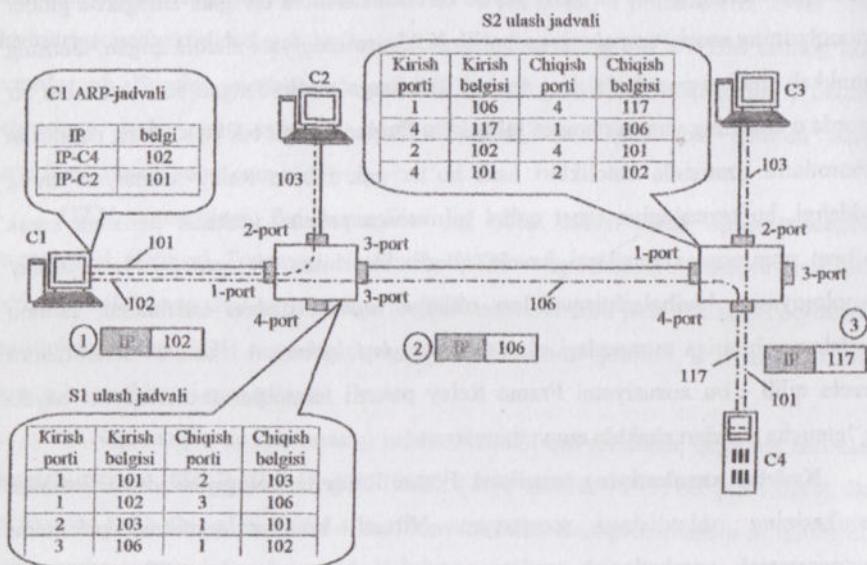 S2 ulash jadvali
Kirish porti Kirish belgisi Chiqish porti Chiqish belgisi
1 106 4 117
4 117 1 106
2 102 4 101
4 101 2 102
C1 ARP-jadvali
IP belgi
IP-C4 102
IP-C2 101
C2
C3
103
103
C1
101
102
2-port
3-port
1-port
3-port
4-port
106
1-port
2-port
3-port
4-port
1 IP 102
2 IP 106
3 IP 117
117
101
C4
S1 ulash jadvali
Kirish porti Kirish belgisi Chiqish porti Chiqish belgisi
1 101 2 103
1 102 3 106
2 103 1 101
3 106 1 102